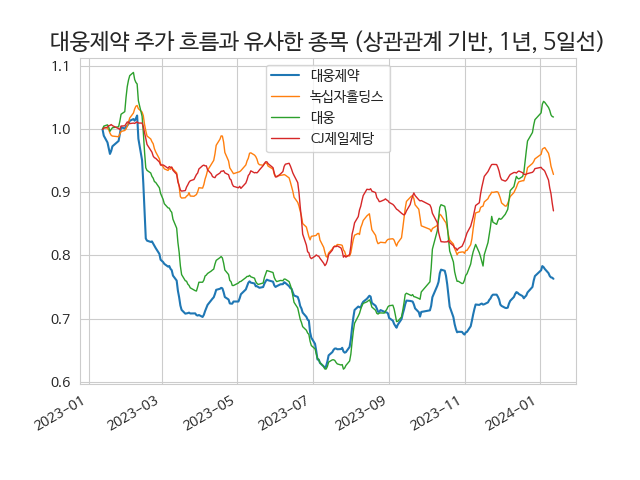 대웅제약 주가 흐름과 유사한 종목 (상관관계 기반, 1년, 5일선)
1.1
1.0
0.9
0.8
0.7
0.6
대웅제약
녹십자홀딩스
대웅
CJ제일제당
2023-01
2023-03
2023-05
2023-07
2023-09
2023-11
2024-01